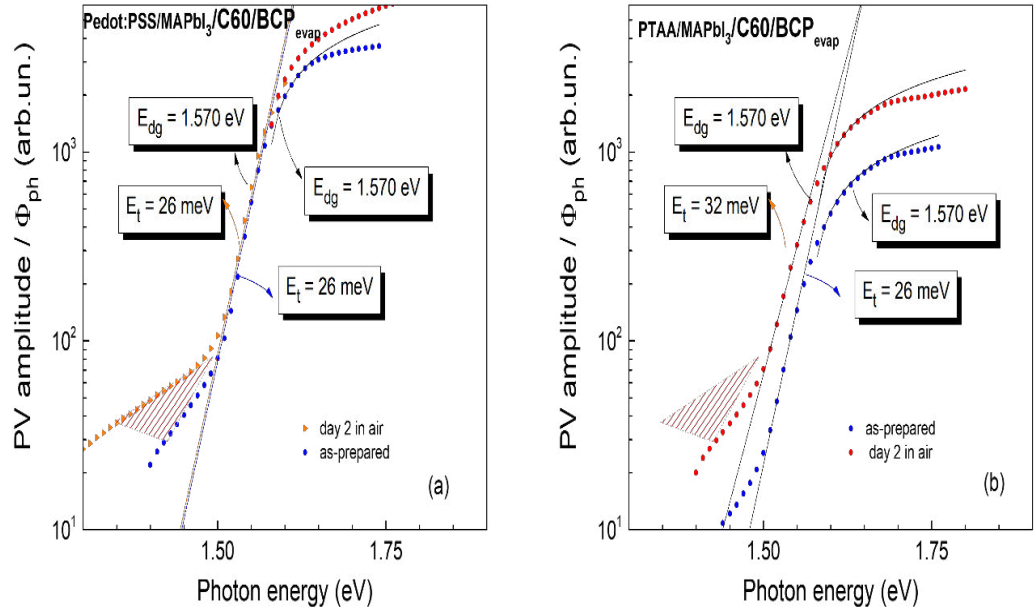 Pedot:PSS/MAPbI3/C60/BCPevap
PV amplitude / Φph (arb.un.)
10^3
10^2
10^1
Edg = 1.570 eV
Edg = 1.570 eV
Et = 26 meV
Et = 26 meV
day 2 in air
as-prepared
(a)
1.50
1.75
Photon energy (eV)
PTAA/MAPbI3/C60/BCPevap
PV amplitude / Φph (arb.un.)
10^3
10^2
10^1
Edg = 1.570 eV
Et = 32 meV
Edg = 1.570 eV
Et = 26 meV
as-prepared
day 2 in air
(b)
1.50
1.75
Photon energy (eV)